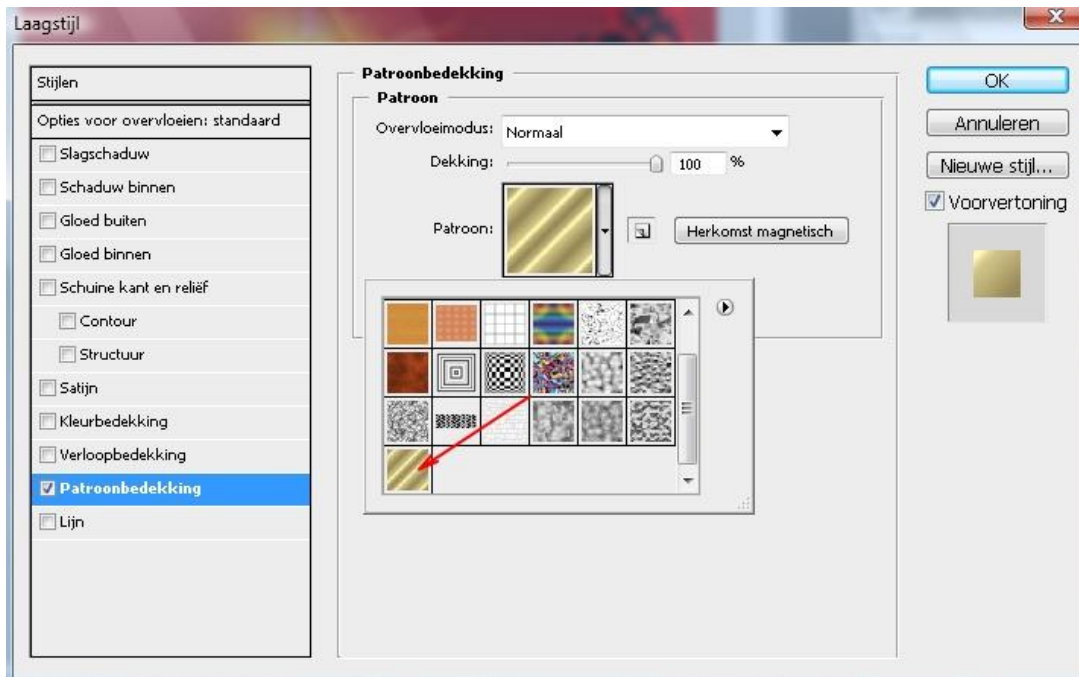 Laagstijl
Stijlen
Opties voor overvloeien: standaard
Slagschaduw
Schaduw binnen
Gloed buiten
Gloed binnen
Schuine kant en reliëf
Contour
Structuur
Satijn
Kleurbedekking
Verloopbedekking
Patroonbedekking
Lijn
Patroonbedekking
Patroon
Overvloeimodus: Normaal
Dekking: 100 %
Patroon: Herkomst magnetisch
OK
Annuleren
Nieuwe stijl...
Voorvertoning